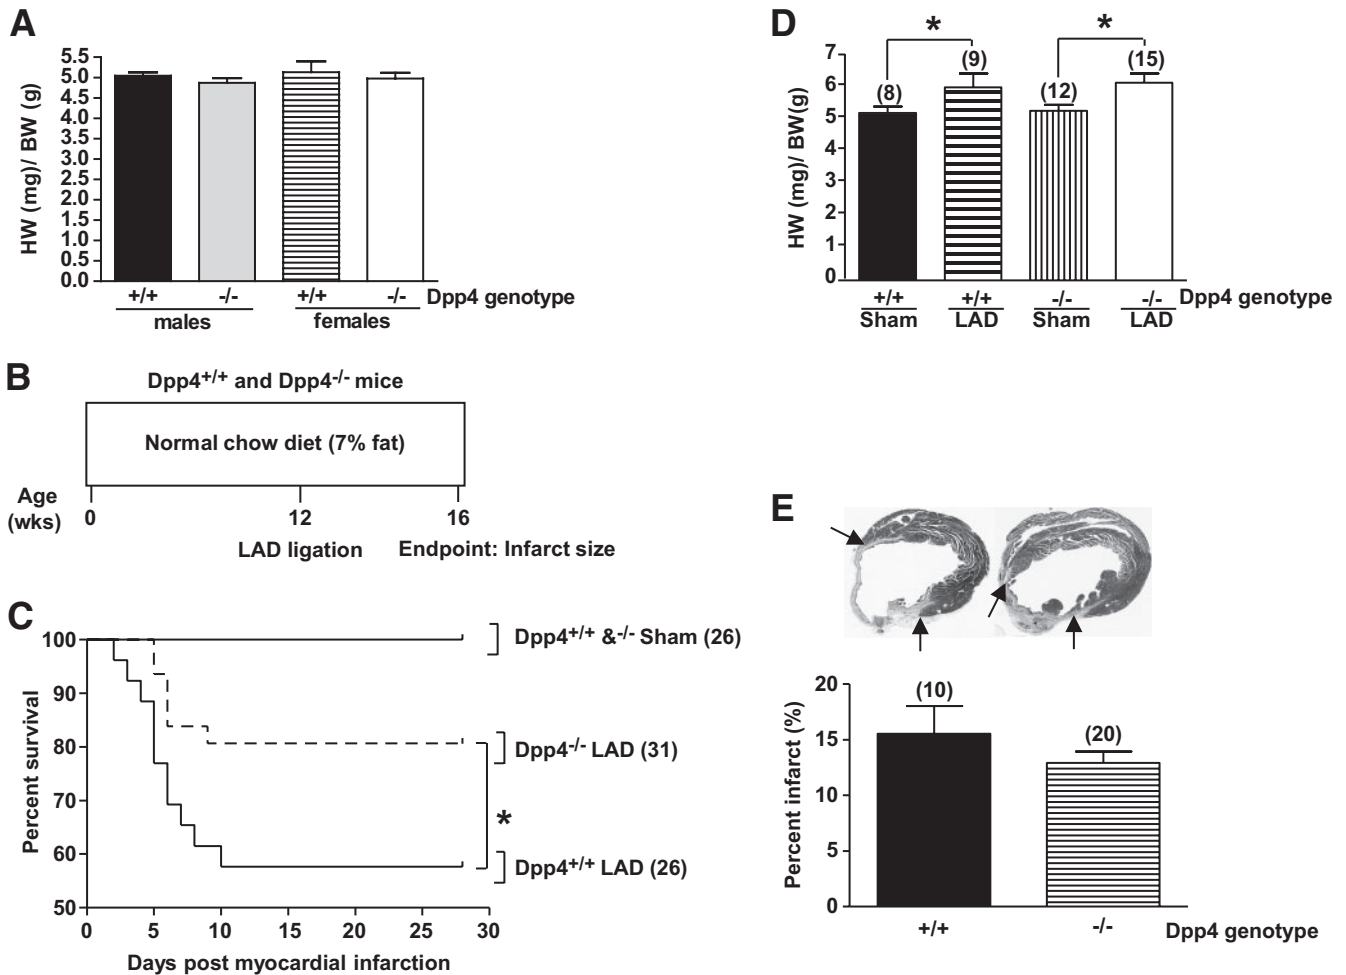 A
5.5
5.0
4.5
4.0
3.5
3.0
2.5
2.0
1.5
1.0
0.5
0.0
HW (mg)/ BW (g)
+/+ -/- +/+ -/- Dpp4 genotype
males females
B
Dpp4+/+ and Dpp4-/- mice
Normal chow diet (7% fat)
Age
(wks) 0 12 16
LAD ligation Endpoint: Infarct size
C
100
90
80
70
60
50
Percent survival
Dpp4+/+ &-/- Sham (26)
Dpp4-/- LAD (31)
*
Dpp4+/+ LAD (26)
0 5 10 15 20 25 30
Days post myocardial infarction
D
* *
7
6
5
4
3
2
1
0
HW (mg)/ BW(g)
(8) (9) (12) (15)
+/+ +/+ -/- -/- Dpp4 genotype
Sham LAD Sham LAD
E
20
15
10
5
0
Percent infarct (%)
(10) (20)
+/+ -/- Dpp4 genotype